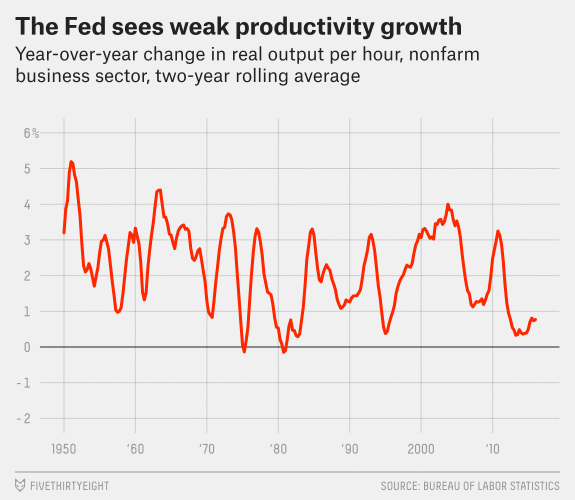 The Fed sees weak productivity growth
Year-over-year change in real output per hour, nonfarm
business sector, two-year rolling average
6%
5
4
3
2
1
0
-1
-2
1950 '60 '70 '80 '90 2000 '10
FIVETHIRTYEIGHT SOURCE: BUREAU OF LABOR STATISTICS